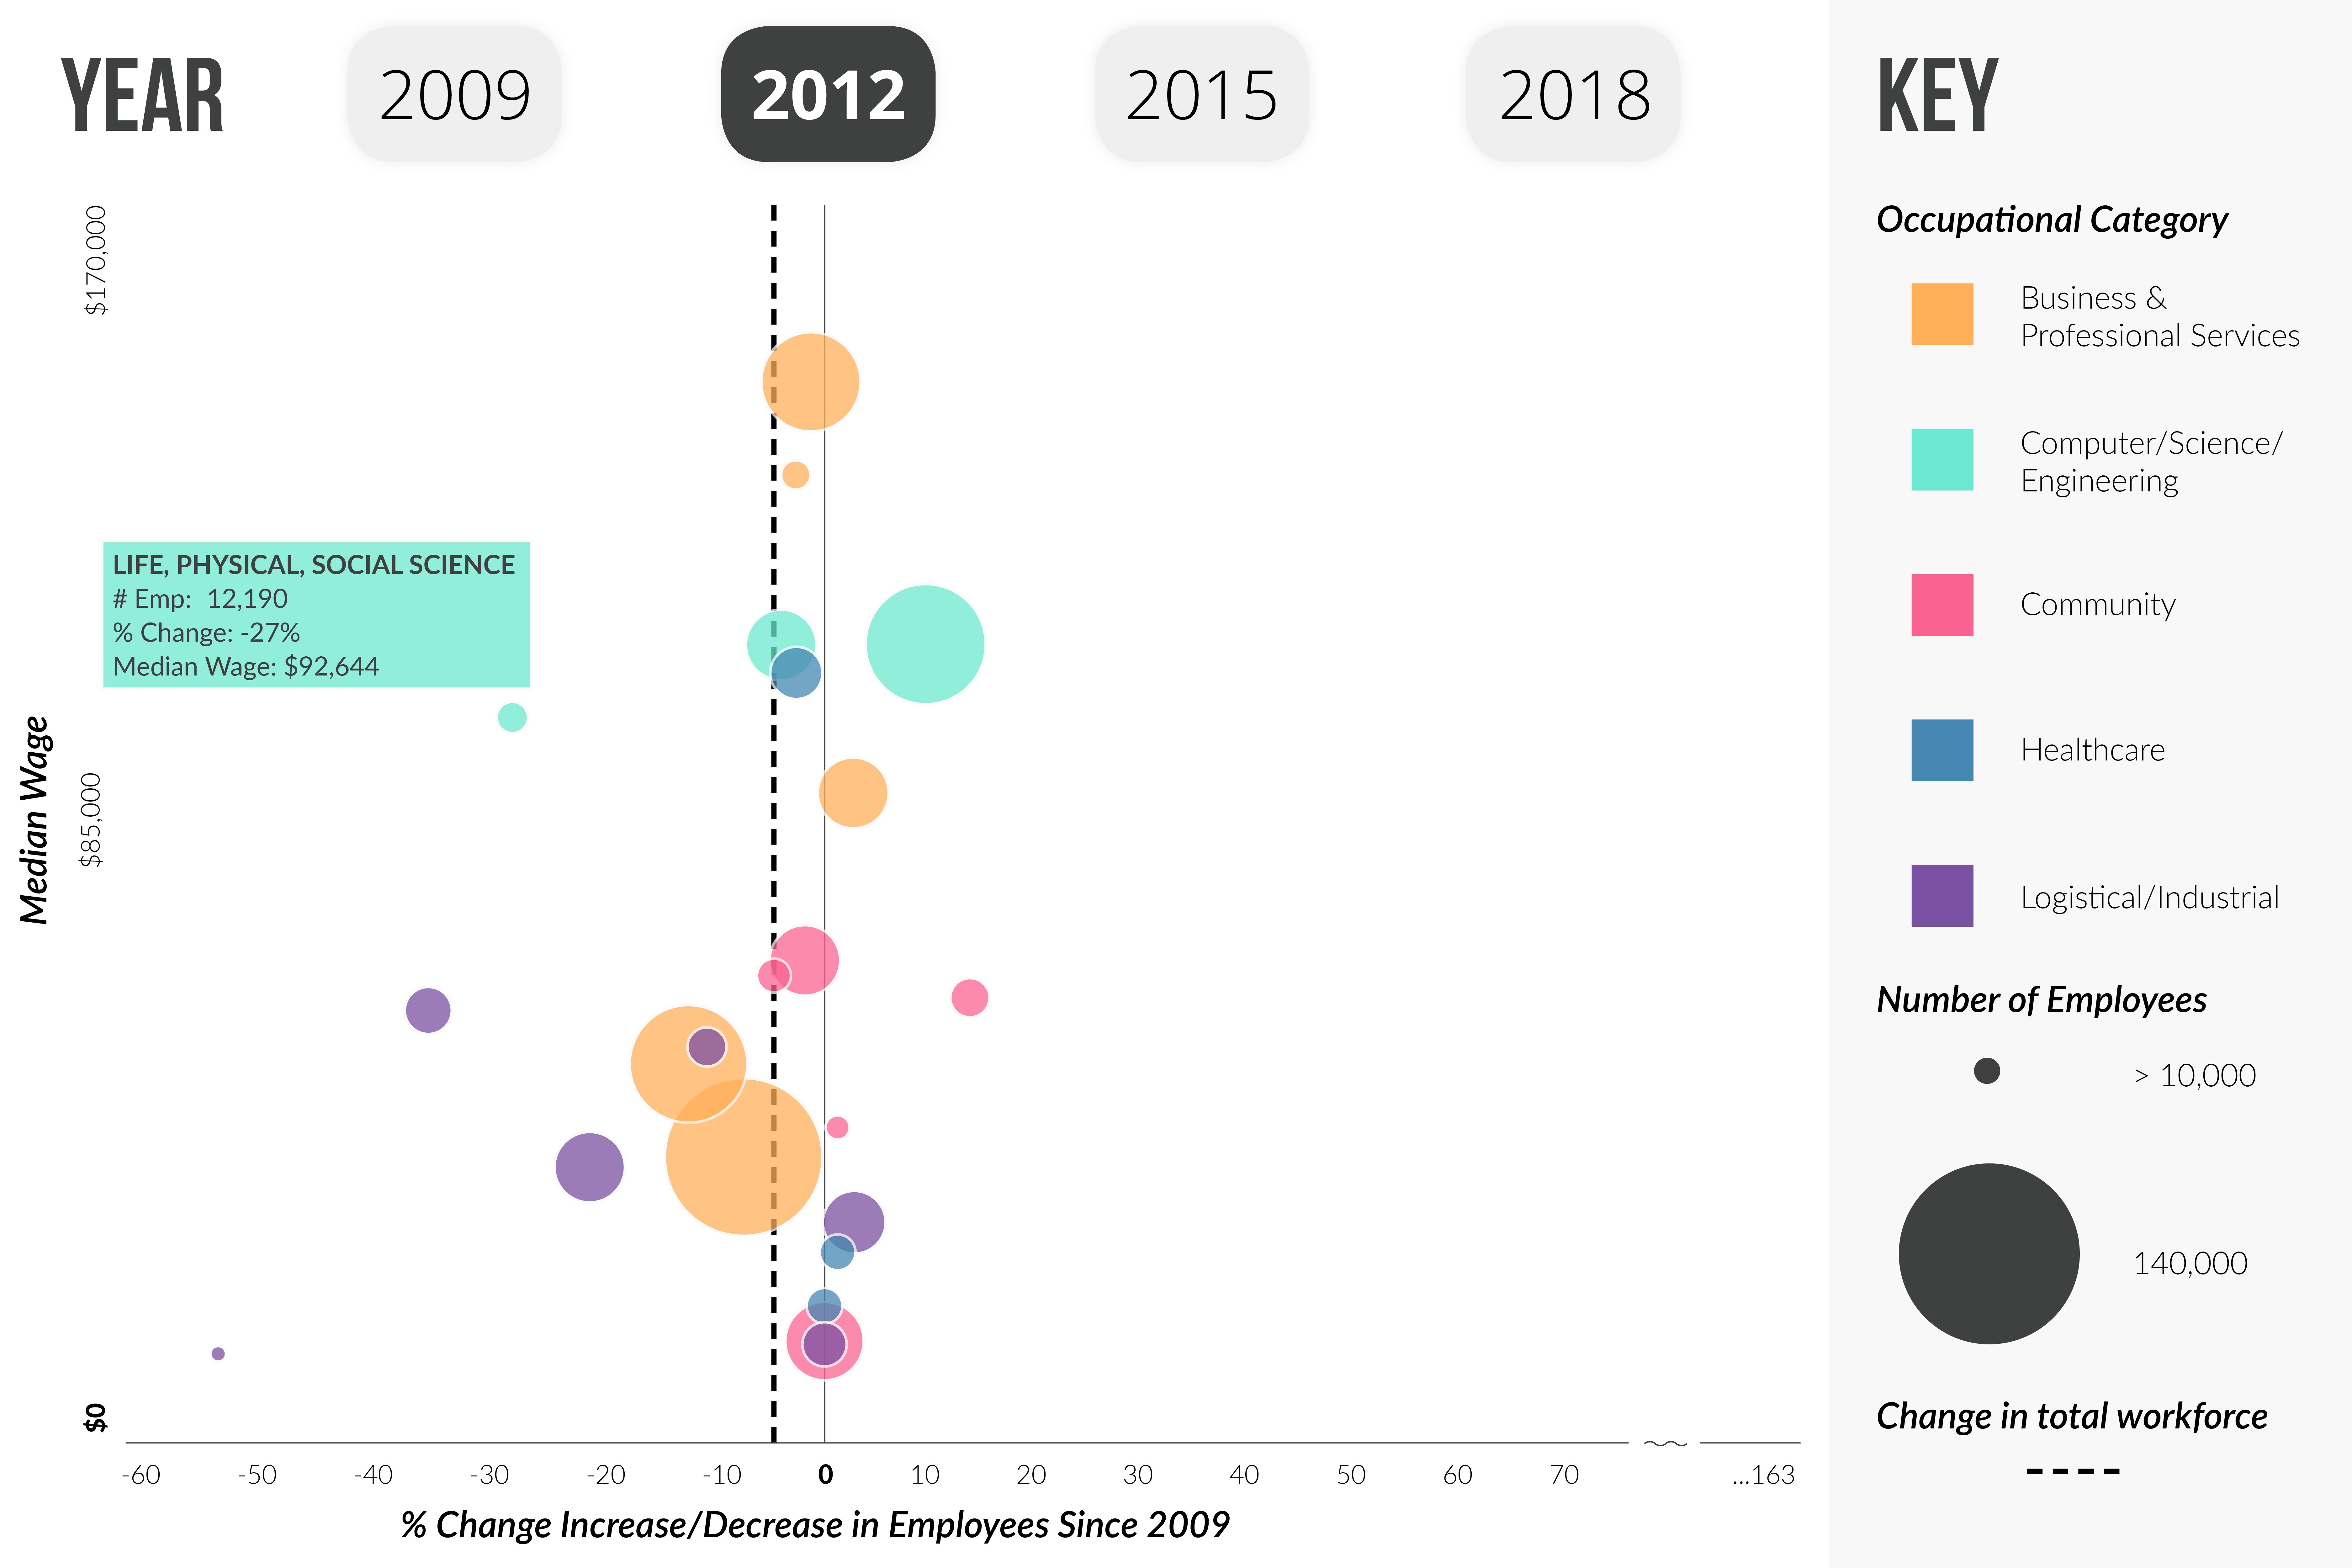 YEAR
2009
2012
2015
2018
KEY
$170,000
Occupational Category
Business &
Professional Services
Computer/Science/
Engineering
LIFE, PHYSICAL, SOCIAL SCIENCE
# Emp: 12,190
% Change: -27%
Median Wage: $92,644
Community
Healthcare
Median Wage
$85,000
Logistical/Industrial
Number of Employees
> 10,000
140,000
$0
Change in total workforce
-60 -50 -40 -30 -20 -10 0 10 20 30 40 50 60 70 ...163
% Change Increase/Decrease in Employees Since 2009